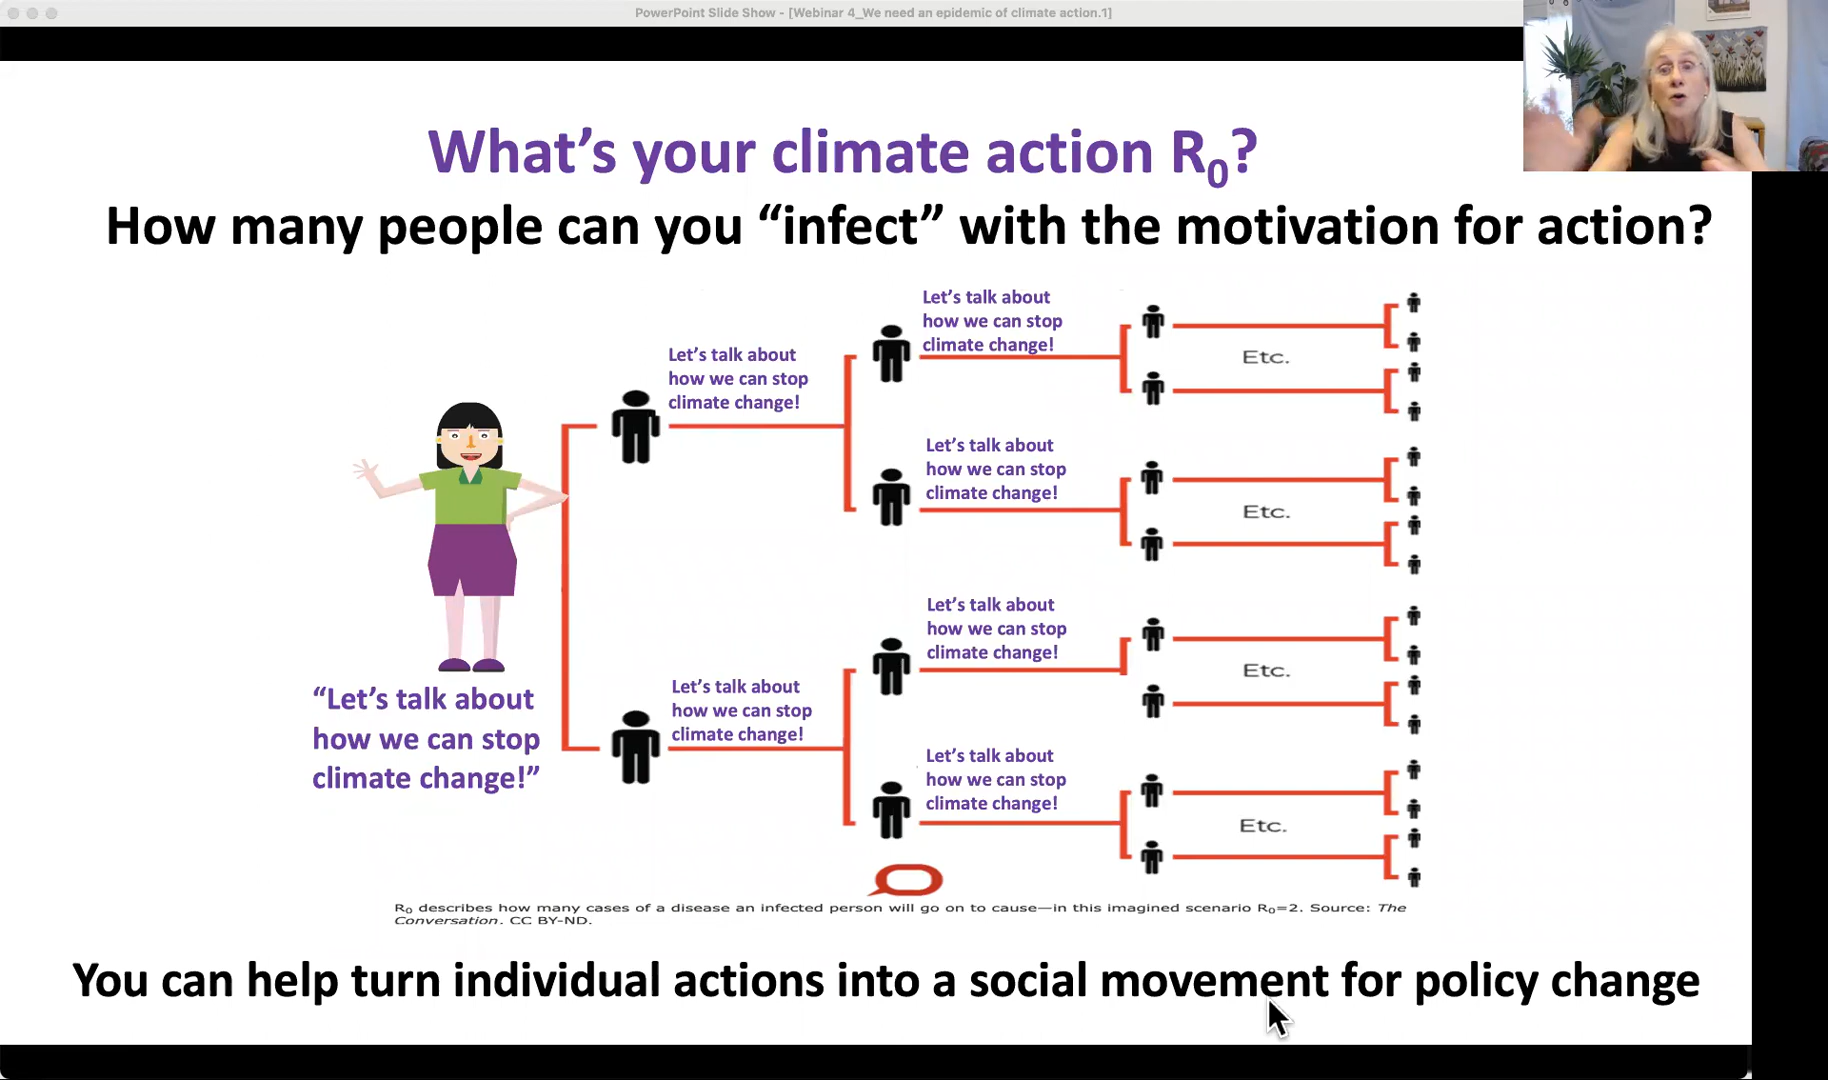 PowerPoint Slide Show - [Webinar 4_We need an epidemic of climate action.1]
What's your climate action R₀?
How many people can you “infect” with the motivation for action?
Let's talk about
how we can stop
climate change!
Let's talk about
how we can stop
climate change!
Etc.
Let's talk about
how we can stop
climate change!
Etc.
“Let's talk about
how we can stop
climate change!”
Let's talk about
how we can stop
climate change!
Let's talk about
how we can stop
climate change!
Etc.
Let's talk about
how we can stop
climate change!
Etc.
R₀ describes how many cases of a disease an infected person will go on to cause—in this imagined scenario R₀=2. Source: The
Conversation. CC BY-ND.
You can help turn individual actions into a social movement for policy change